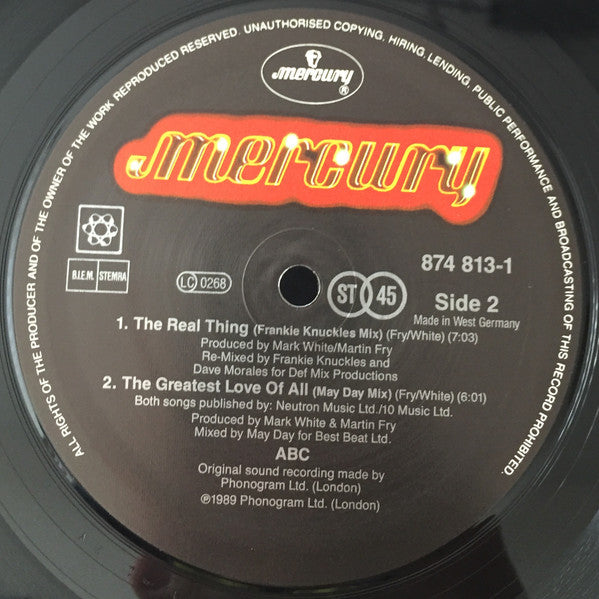 ALL RIGHTS OF THE PRODUCER AND OF THE OWNER OF THE WORK REPRODUCED RESERVED. UNAUTHORISED COPYING, HIRING, LENDING, PUBLIC PERFORMANCE AND BROADCASTING OF THIS RECORD PROHIBITED.
mercury ®
mercury
B.I.E.M. STEMRA
LC 0268
ST 45
874 813-1
Side 2
Made in West Germany
1. The Real Thing (Frankie Knuckles Mix) (Fry/White) (7:03)
Produced by Mark White/Martin Fry
Re-Mixed by Frankie Knuckles and
Dave Morales for Def Mix Productions
2. The Greatest Love Of All (May Day Mix) (Fry/White) (6:01)
Both songs published by: Neutron Music Ltd./10 Music Ltd.
Produced by Mark White & Martin Fry
Mixed by May Day for Best Beat Ltd.
ABC
Original sound recording made by
Phonogram Ltd. (London)
℗1989 Phonogram Ltd. (London)